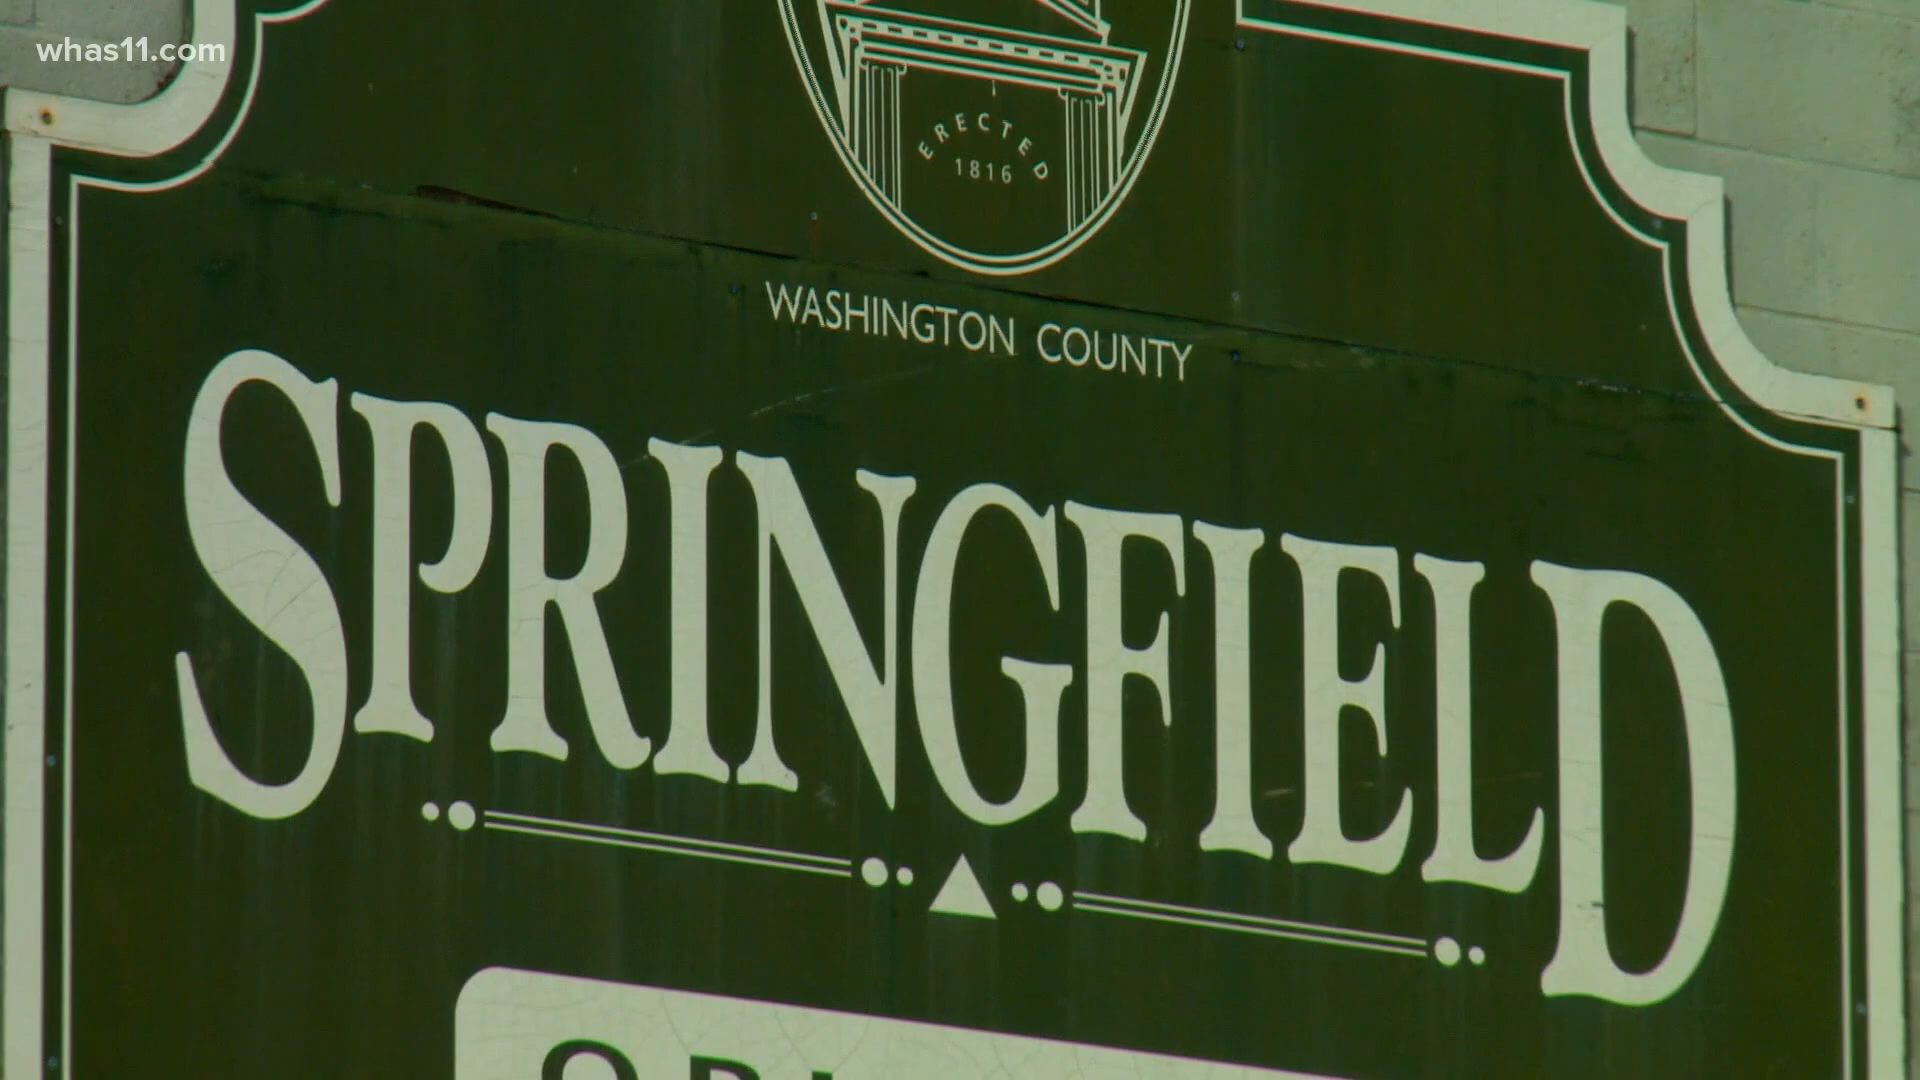 whas11.com
ERECTED
1816
WASHINGTON COUNTY
SPRINGFIELD